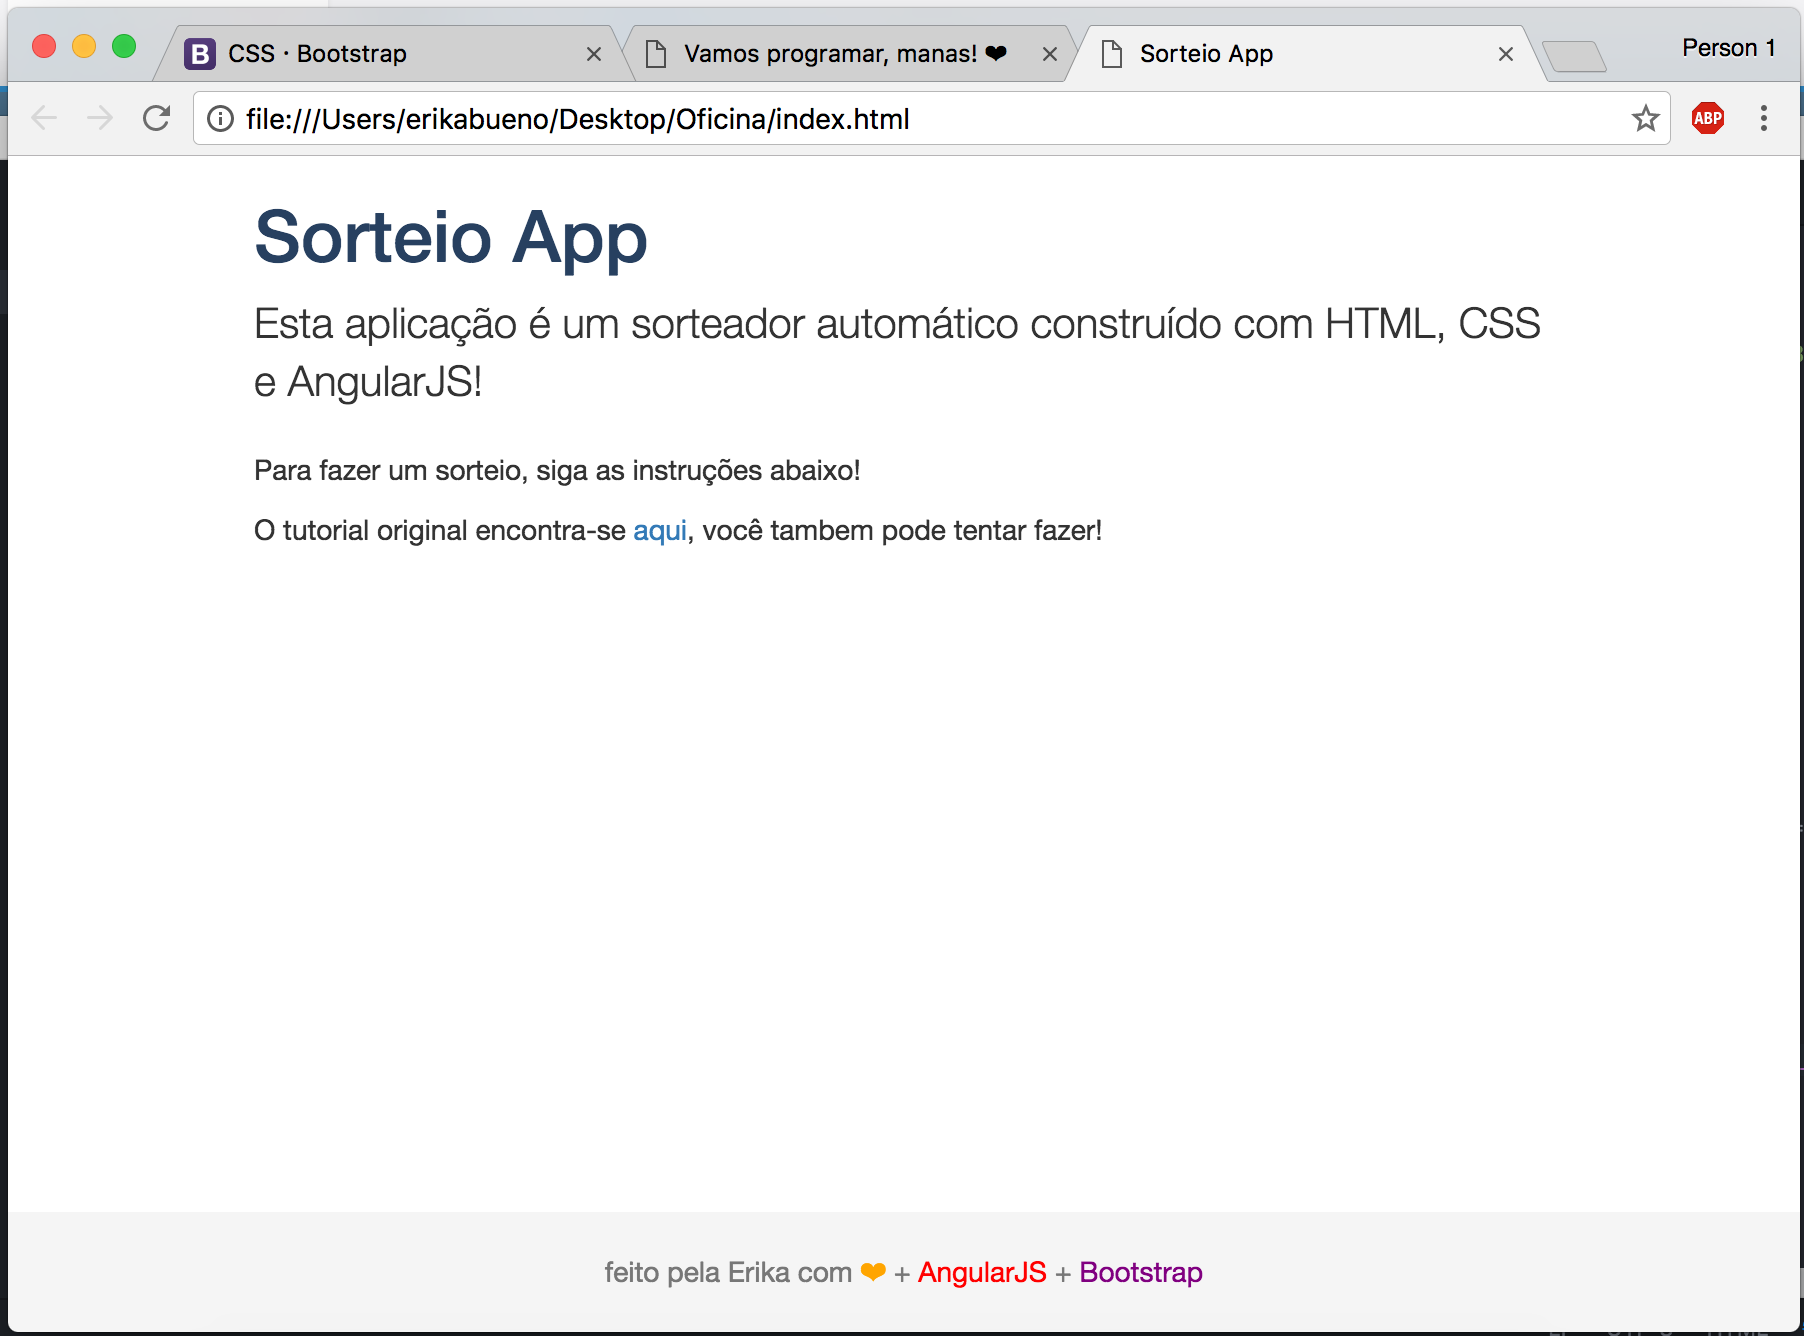 B CSS · Bootstrap
Vamos programar, manas! ❤
Sorteio App
Person 1
file:///Users/erikabueno/Desktop/Oficina/index.html
ABP
Sorteio App
Esta aplicação é um sorteador automático construído com HTML, CSS
e AngularJS!
Para fazer um sorteio, siga as instruções abaixo!
O tutorial original encontra-se aqui, você tambem pode tentar fazer!
feito pela Erika com ❤ + AngularJS + Bootstrap